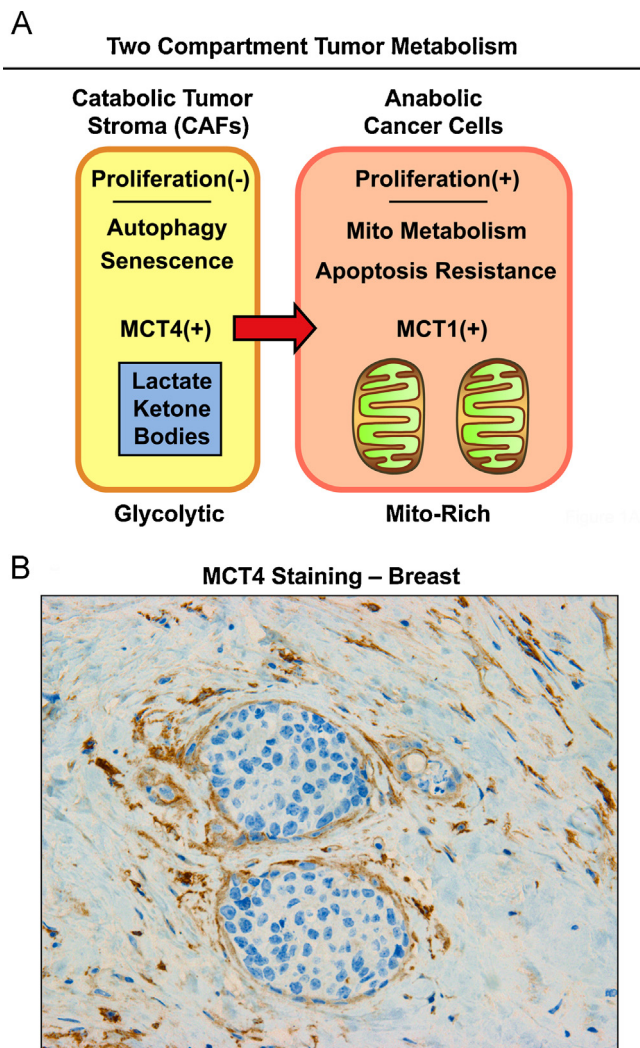 A
Two Compartment Tumor Metabolism
Catabolic Tumor
Stroma (CAFs)
Proliferation(-)
Autophagy
Senescence
MCT4(+)
Lactate
Ketone
Bodies
Glycolytic
Anabolic
Cancer Cells
Proliferation(+)
Mito Metabolism
Apoptosis Resistance
MCT1(+)
Mito-Rich
B
MCT4 Staining – Breast